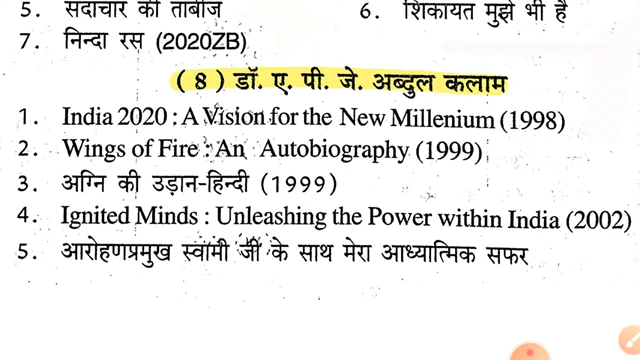 5. सदाचार की ताबीज 6. शिकायत मुझे भी है
7. निन्दा रस (2020ZB)
(8) डॉ. ए. पी. जे. अब्दुल कलाम
1. India 2020 : A Vision for the New Millenium (1998)
2. Wings of Fire : An Autobiography (1999)
3. अग्नि की उड़ान-हिन्दी (1999)
4. Ignited Minds : Unleashing the Power within India (2002)
5. आरोहणप्रमुख स्वामी जी के साथ मेरा आध्यात्मिक सफर